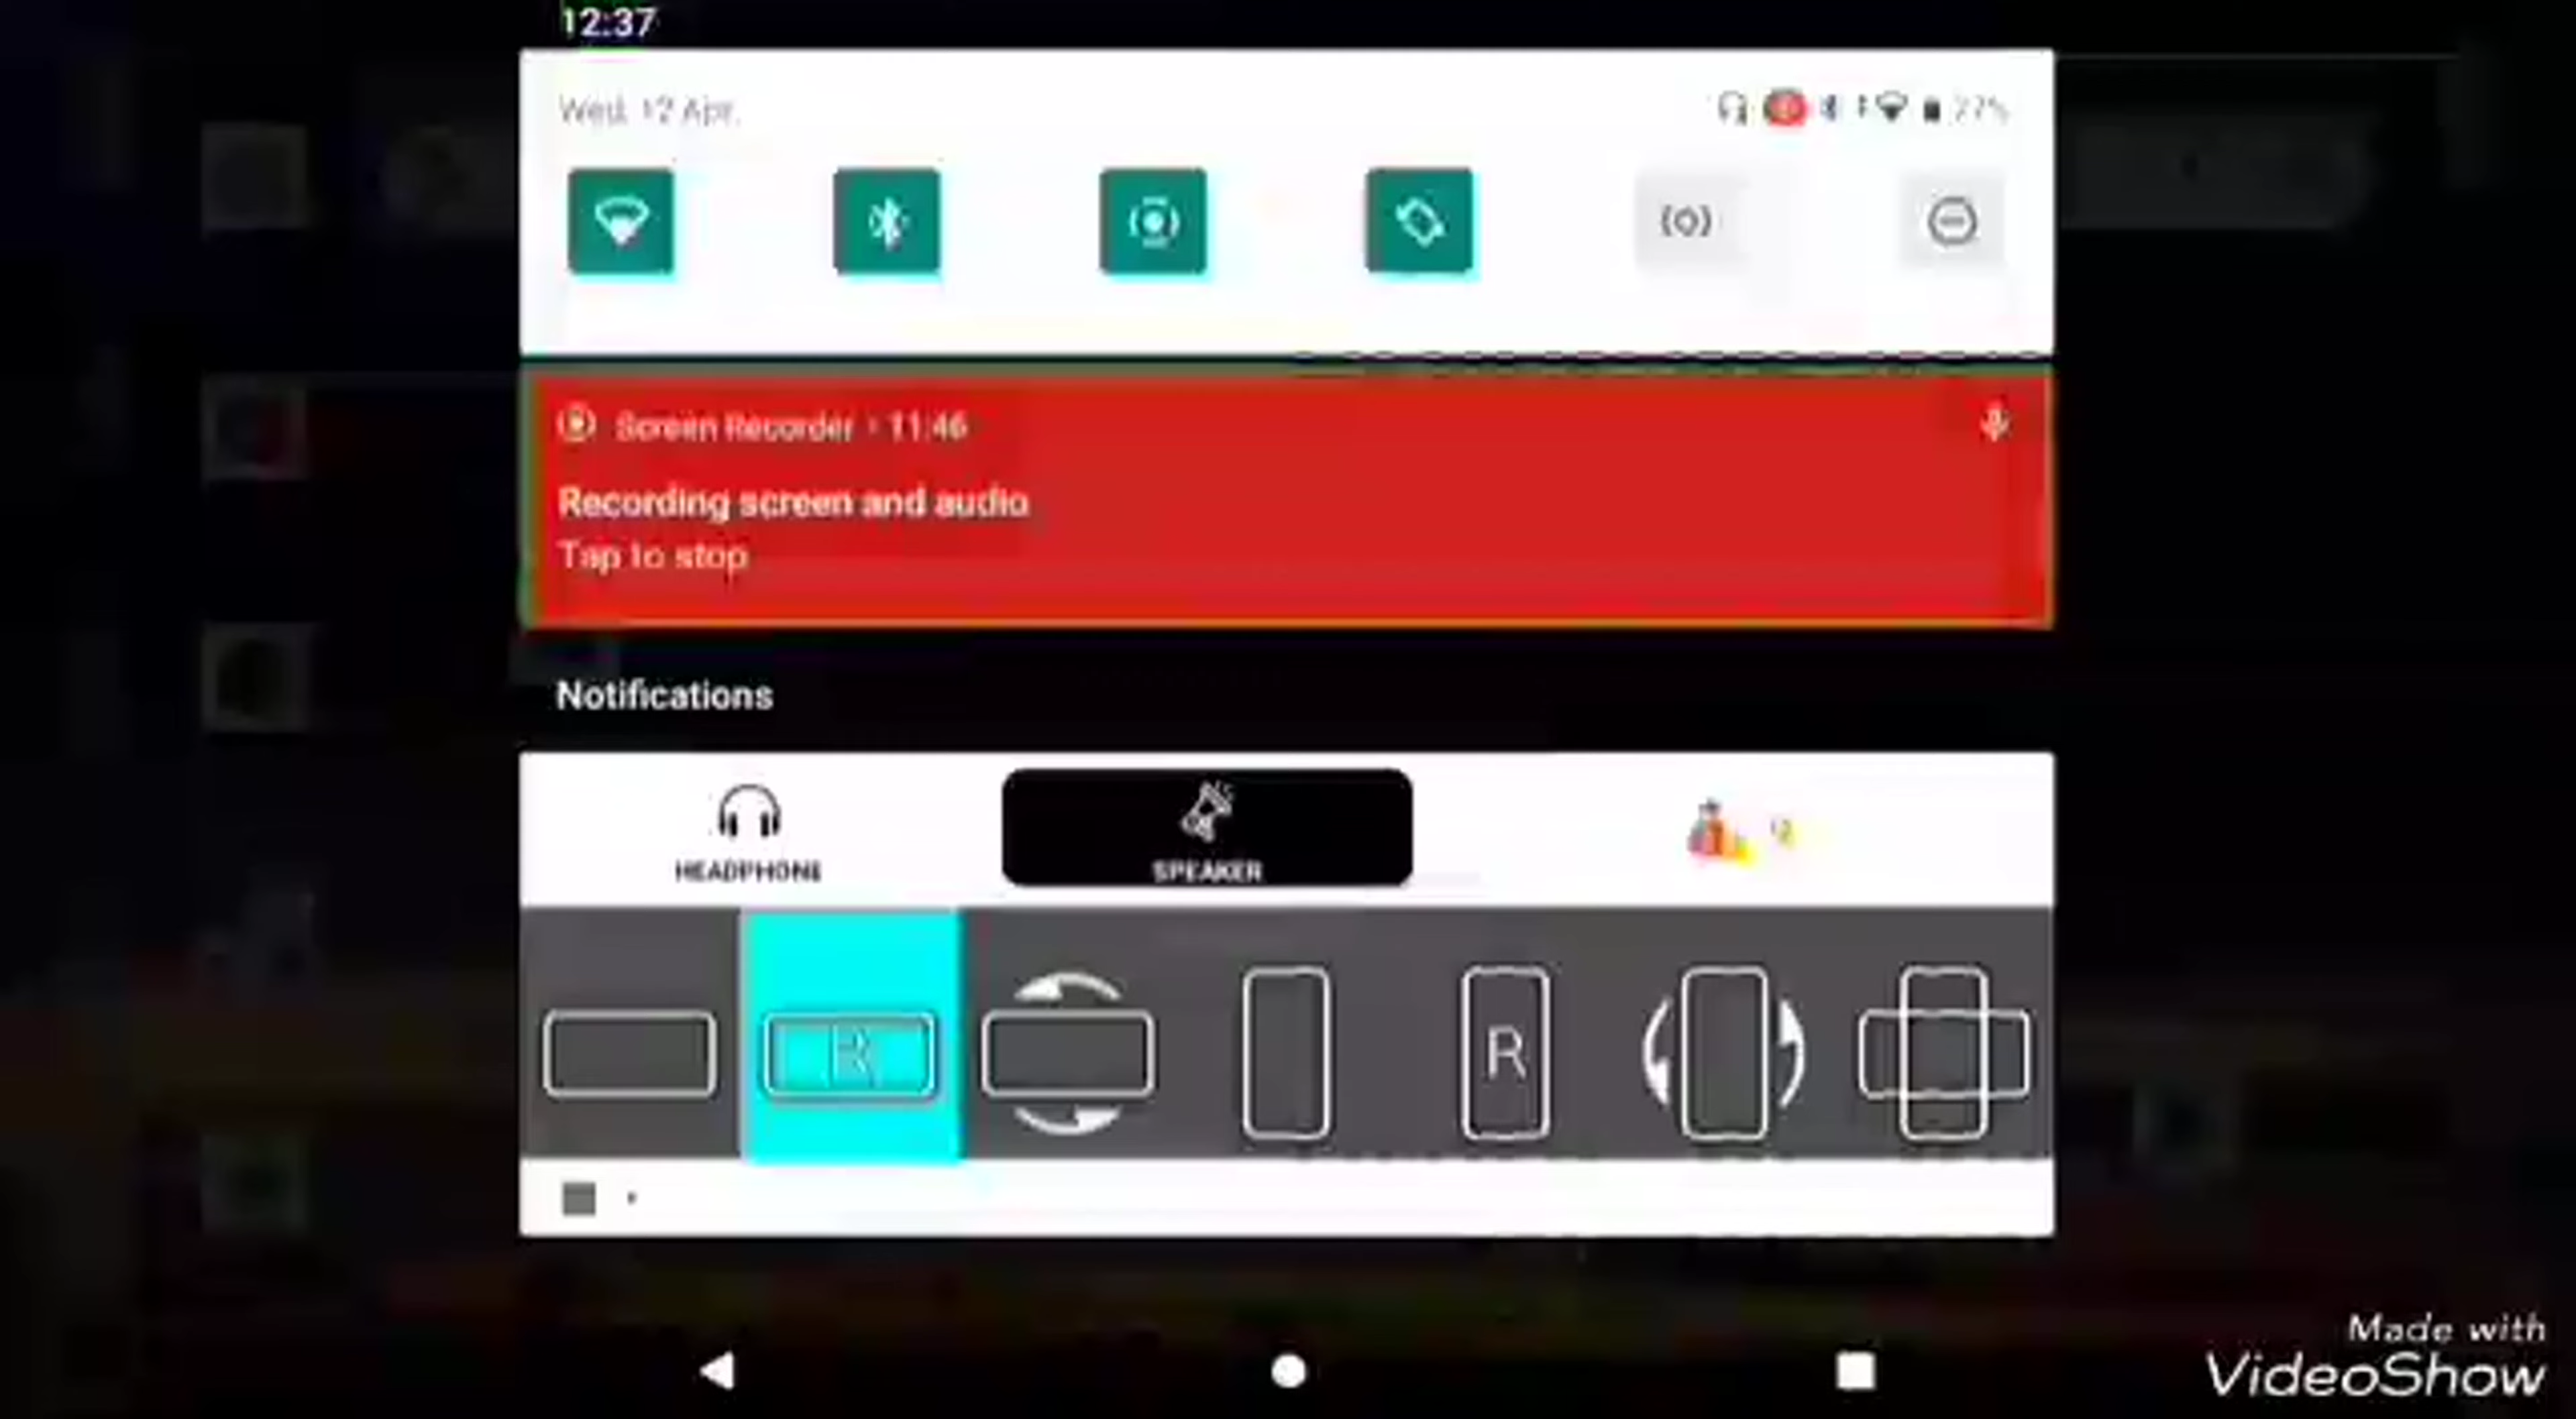 12:37
Wed, 12 Apr.
27%
Screen Recorder • 11:46
Recording screen and audio
Tap to stop
Notifications
HEADPHONE
SPEAKER
R
R
Made with
VideoShow